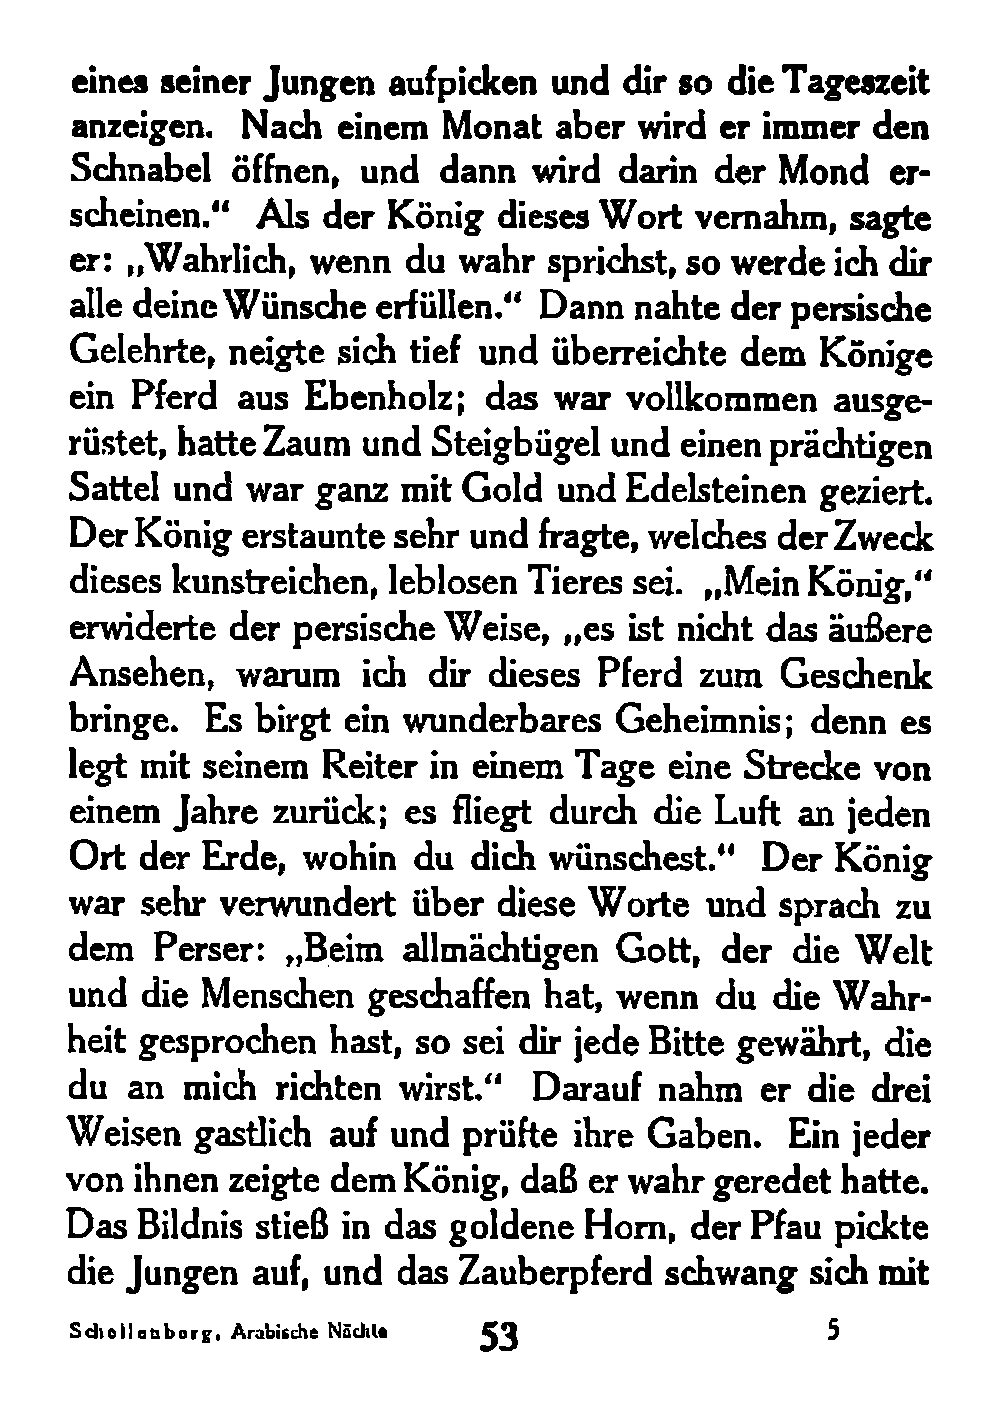 eines seiner Jungen aufpicken und dir so die Tageszeit
anzeigen. Nach einem Monat aber wird er immer den
Schnabel öffnen, und dann wird darin der Mond er-
scheinen.“ Als der König dieses Wort vernahm, sagte
er: „Wahrlich, wenn du wahr sprichst, so werde ich dir
alle deine Wünsche erfüllen.“ Dann nahte der persische
Gelehrte, neigte sich tief und überreichte dem Könige
ein Pferd aus Ebenholz; das war vollkommen ausge-
rüstet, hatte Zaum und Steigbügel und einen prächtigen
Sattel und war ganz mit Gold und Edelsteinen geziert.
Der König erstaunte sehr und fragte, welches der Zweck
dieses kunstreichen, leblosen Tieres sei. „Mein König,“
erwiderte der persische Weise, „es ist nicht das äußere
Ansehen, warum ich dir dieses Pferd zum Geschenk
bringe. Es birgt ein wunderbares Geheimnis; denn es
legt mit seinem Reiter in einem Tage eine Strecke von
einem Jahre zurück; es fliegt durch die Luft an jeden
Ort der Erde, wohin du dich wünschest.“ Der König
war sehr verwundert über diese Worte und sprach zu
dem Perser: „Beim allmächtigen Gott, der die Welt
und die Menschen geschaffen hat, wenn du die Wahr-
heit gesprochen hast, so sei dir jede Bitte gewährt, die
du an mich richten wirst.“ Darauf nahm er die drei
Weisen gastlich auf und prüfte ihre Gaben. Ein jeder
von ihnen zeigte dem König, daß er wahr geredet hatte.
Das Bildnis stieß in das goldene Horn, der Pfau pickte
die Jungen auf, und das Zauberpferd schwang sich mit
Schellenberg, Arabische Nächte 53 5